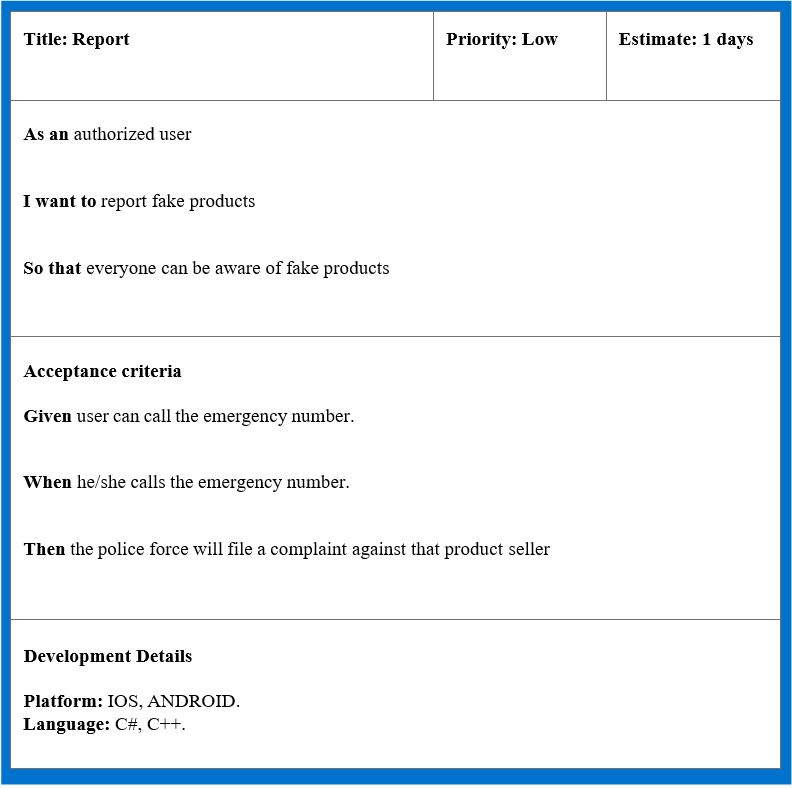 Title: Report
Priority: Low
Estimate: 1 days
As an authorized user
I want to report fake products
So that everyone can be aware of fake products
Acceptance criteria
Given user can call the emergency number.
When he/she calls the emergency number.
Then the police force will file a complaint against that product seller
Development Details
Platform: IOS, ANDROID.
Language: C#, C++.